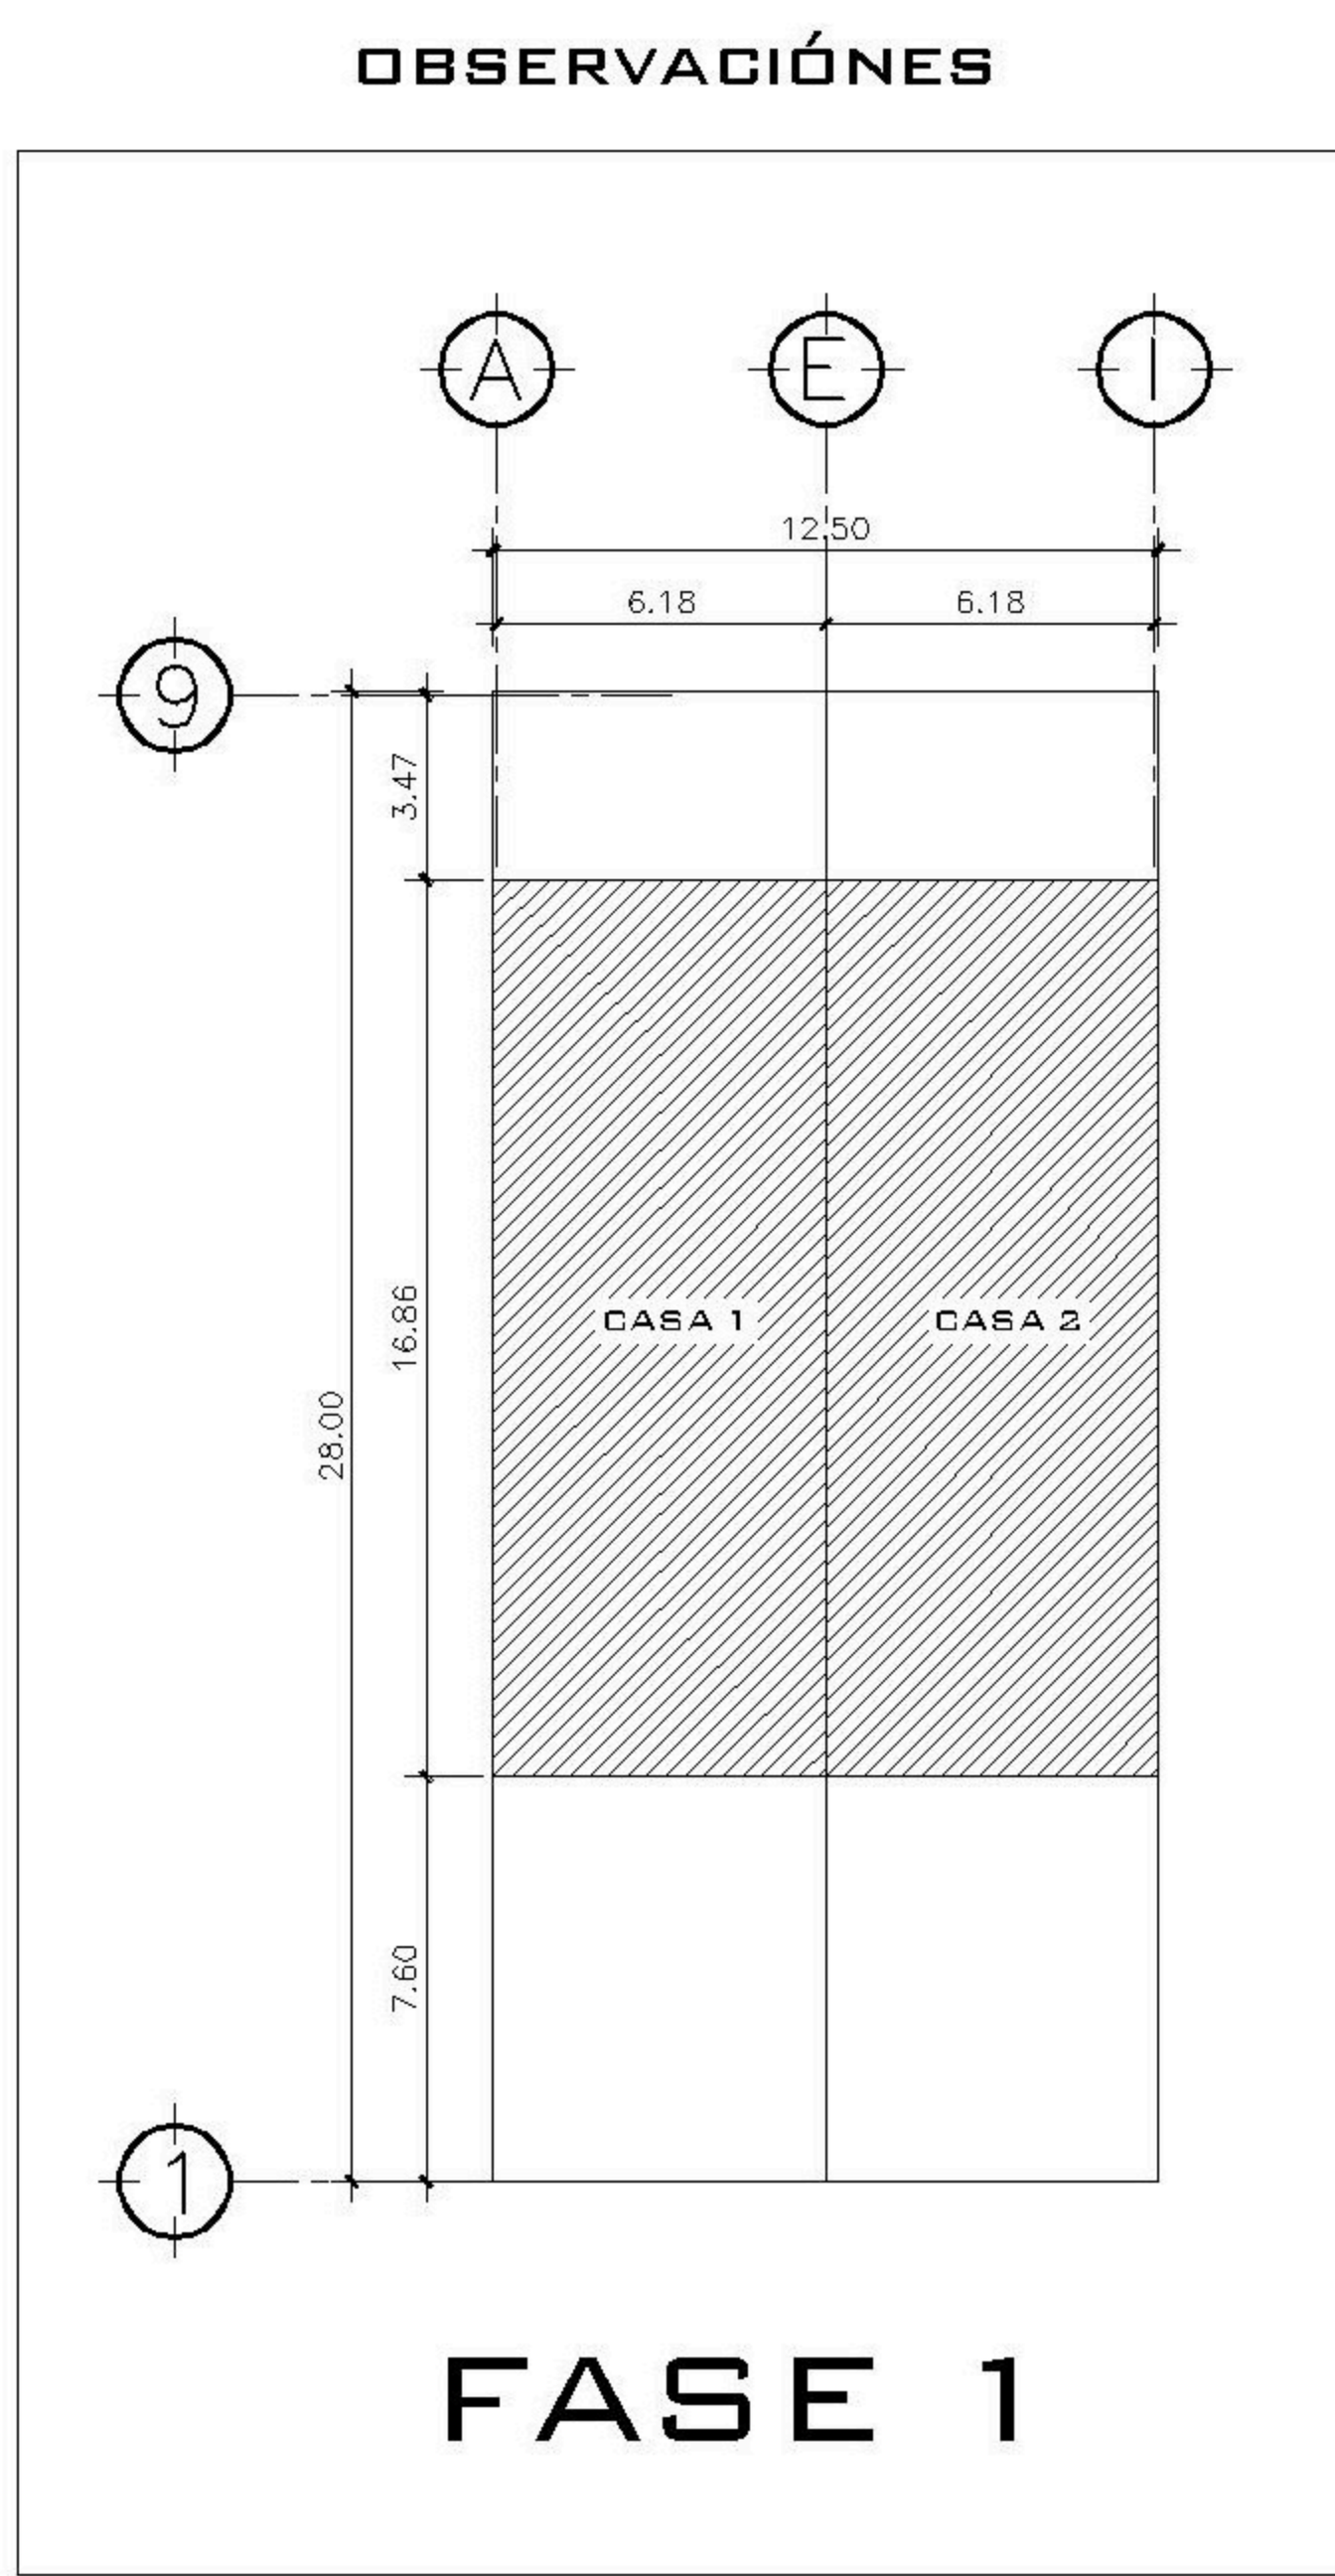 OBSERVACIÓNES
A E I
12.50
6.18 6.18
9
3.47
16.86
CASA 1 CASA 2
28.00
7.60
1
FASE 1